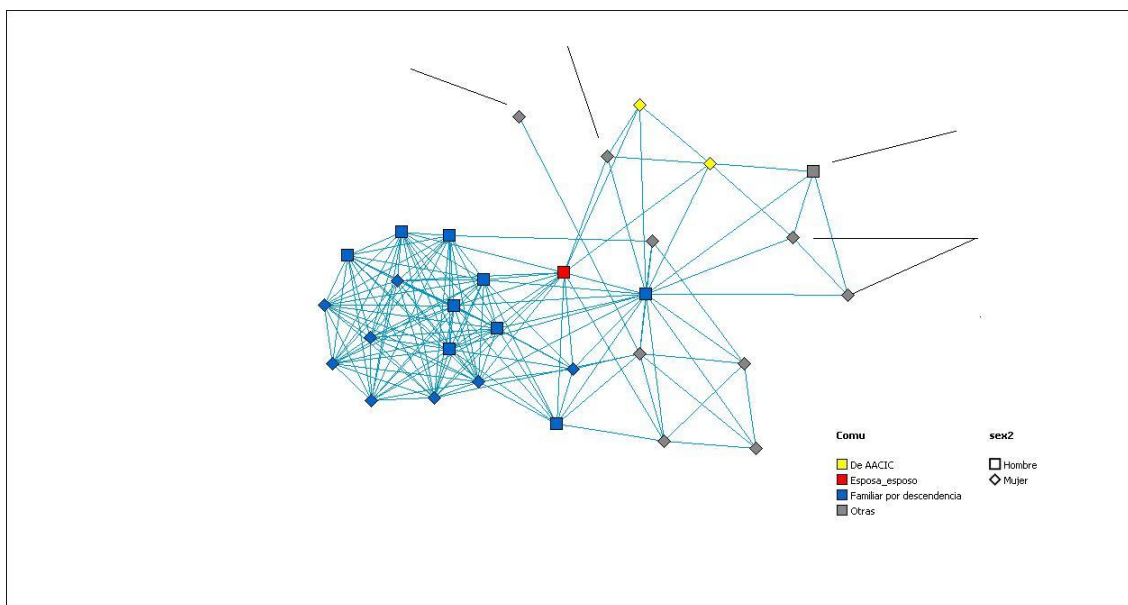 Comu sex2
De AACIC Hombre
Esposa_esposo Mujer
Familiar por descendencia
Otras